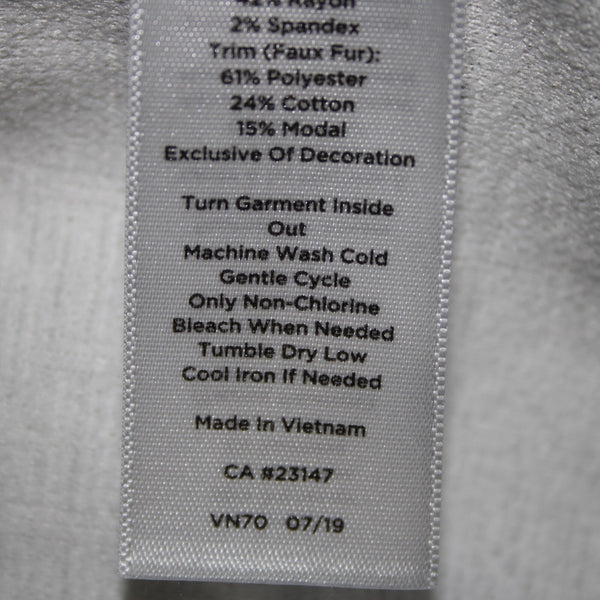 42% Rayon
2% Spandex
Trim (Faux Fur):
61% Polyester
24% Cotton
15% Modal
Exclusive Of Decoration
Turn Garment Inside
Out
Machine Wash Cold
Gentle Cycle
Only Non-Chlorine
Bleach When Needed
Tumble Dry Low
Cool Iron If Needed
Made In Vietnam
CA #23147
VN70 07/19